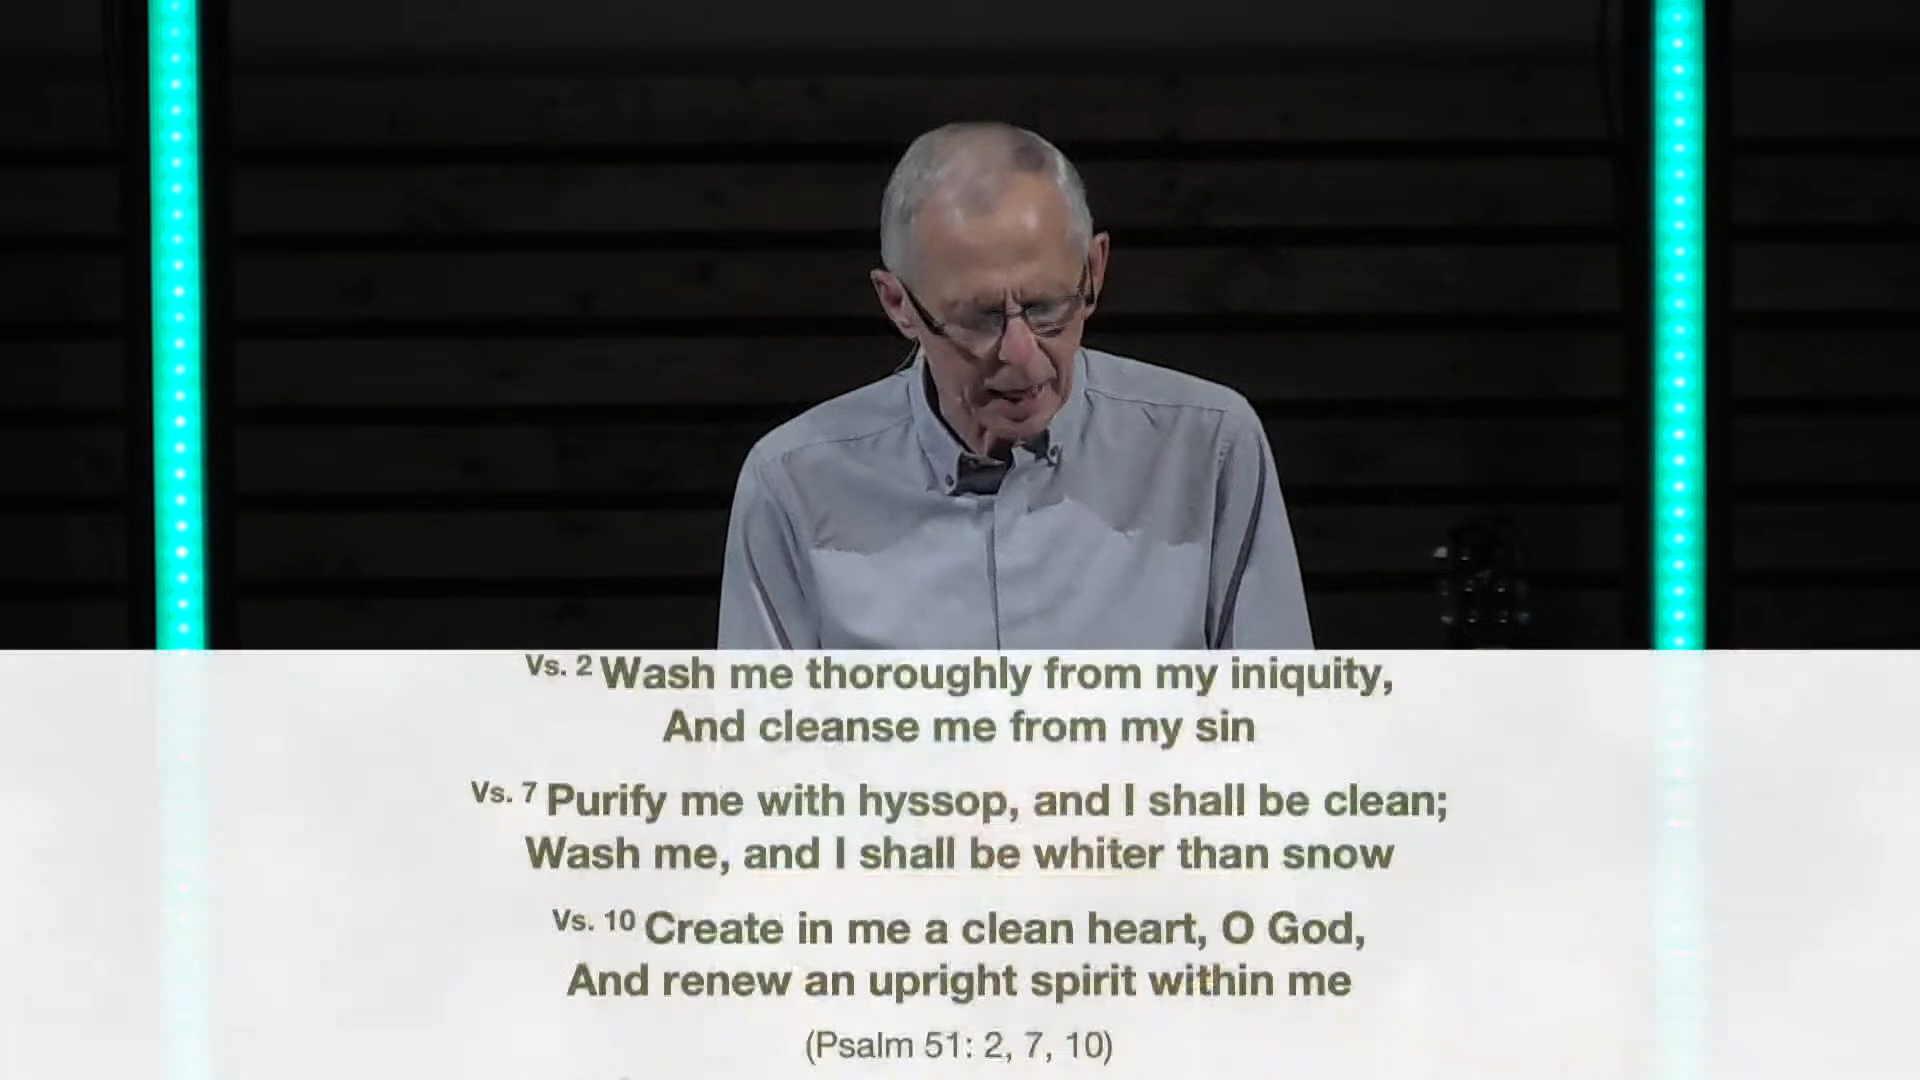 Vs. 2 Wash me thoroughly from my iniquity,
And cleanse me from my sin
Vs. 7 Purify me with hyssop, and I shall be clean;
Wash me, and I shall be whiter than snow
Vs. 10 Create in me a clean heart, O God,
And renew an upright spirit within me
(Psalm 51: 2, 7, 10)